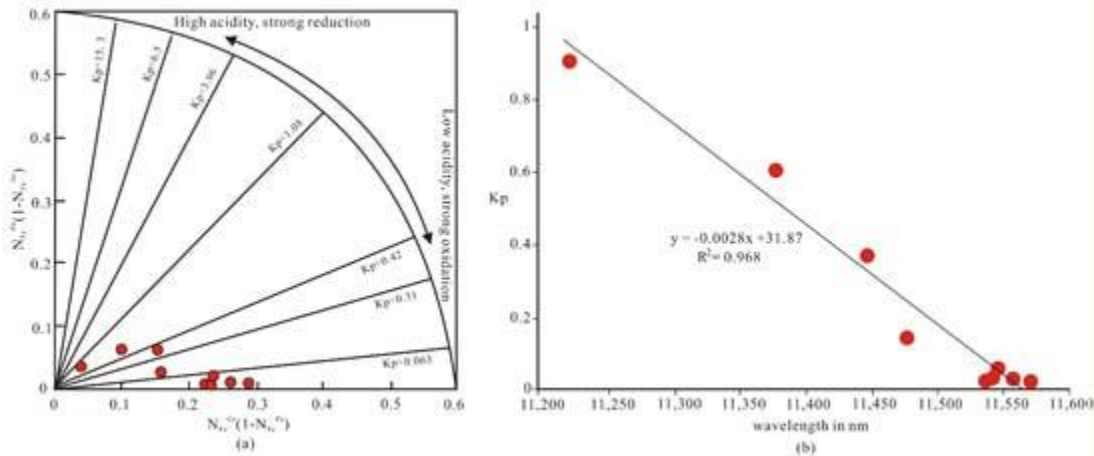 0.6
High acidity, strong reduction
Kp=6.5
Kp=3.96
0.5
0.4
Kp=1.08
Low acidity, strong oxidation
0.3
0.2
Kp=0.42
Kp=0.31
0.1
Kp=0.063
0
0 0.1 0.2 0.3 0.4 0.5 0.6
(a)
1
0.8
0.6
Kp
0.4
y = -0.0028x +31.87
R²= 0.968
0.2
0
11,200 11,250 11,300 11,350 11,400 11,450 11,500 11,550 11,600
wavelength in nm
(b)